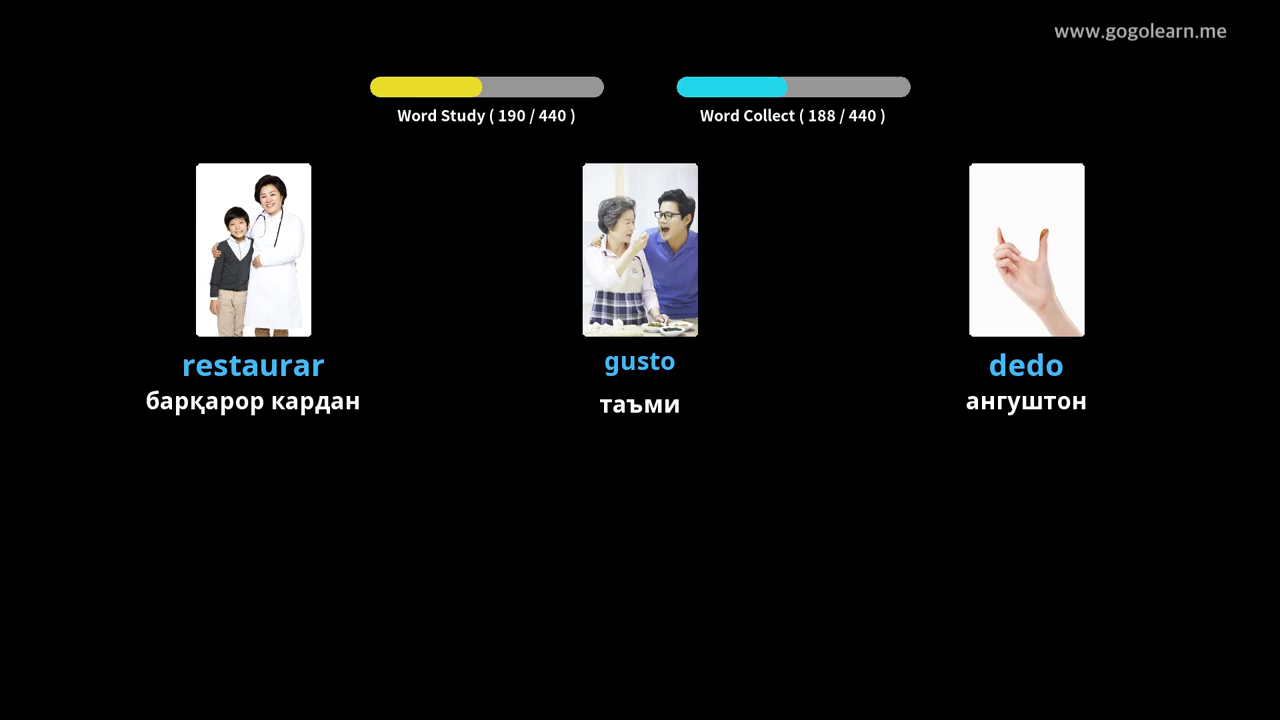 www.gogolearn.me
Word Study ( 190 / 440 )
Word Collect ( 188 / 440 )
restaurar
gusto
dedo
барқарор кардан
таъми
ангуштон